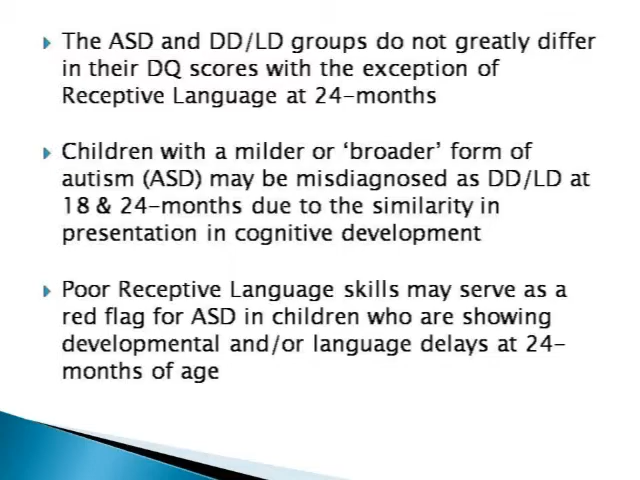 The ASD and DD/LD groups do not greatly differ
in their DQ scores with the exception of
Receptive Language at 24-months
Children with a milder or ‘broader’ form of
autism (ASD) may be misdiagnosed as DD/LD at
18 & 24-months due to the similarity in
presentation in cognitive development
Poor Receptive Language skills may serve as a
red flag for ASD in children who are showing
developmental and/or language delays at 24-
months of age